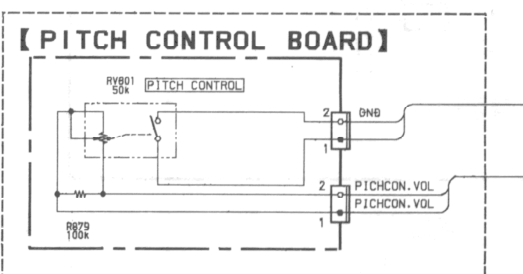 【PITCH CONTROL BOARD】
RV801
50k
PITCH CONTROL
2
GND
1
2
PICHCON.VOL
PICHCON.VOL
1
R879
100k